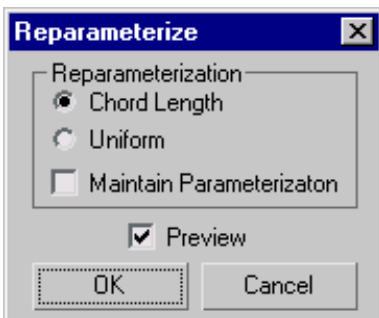 Reparameterize
Reparameterization
Chord Length
Uniform
Maintain Parameterizaton
Preview
OK Cancel